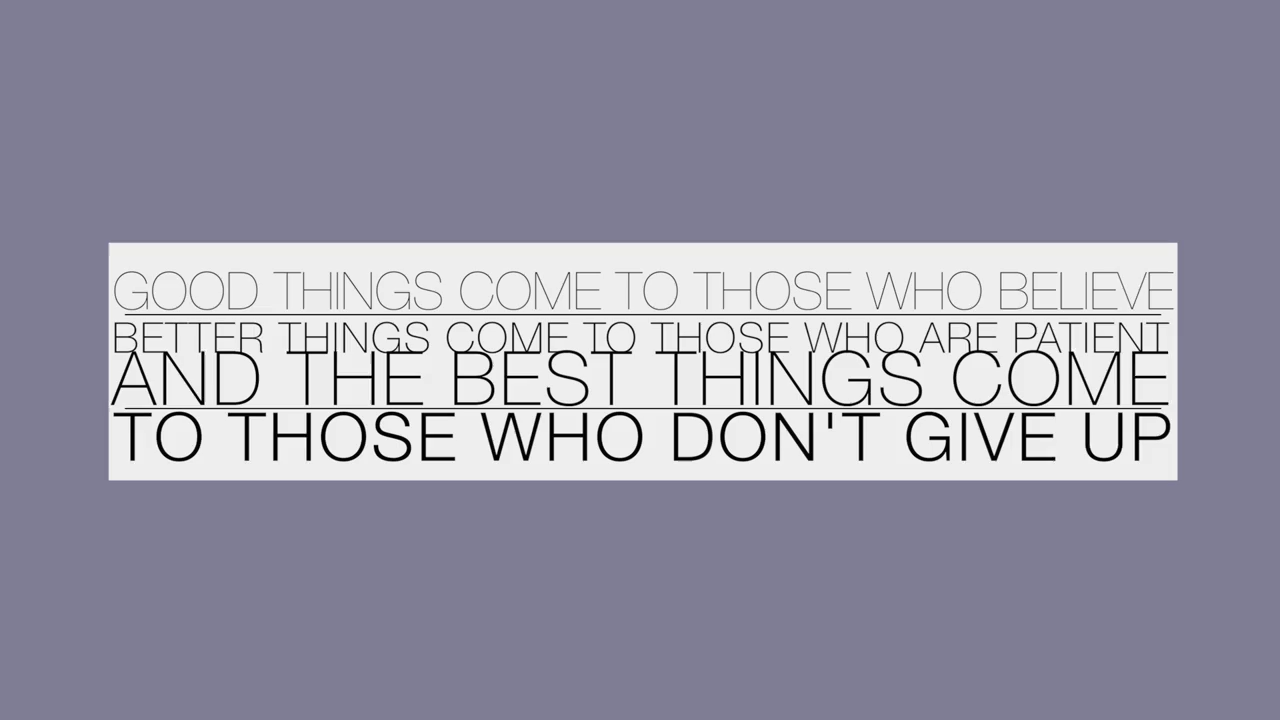 GOOD THINGS COME TO THOSE WHO BELIEVE
BETTER THINGS COME TO THOSE WHO ARE PATIENT
AND THE BEST THINGS COME
TO THOSE WHO DON'T GIVE UP